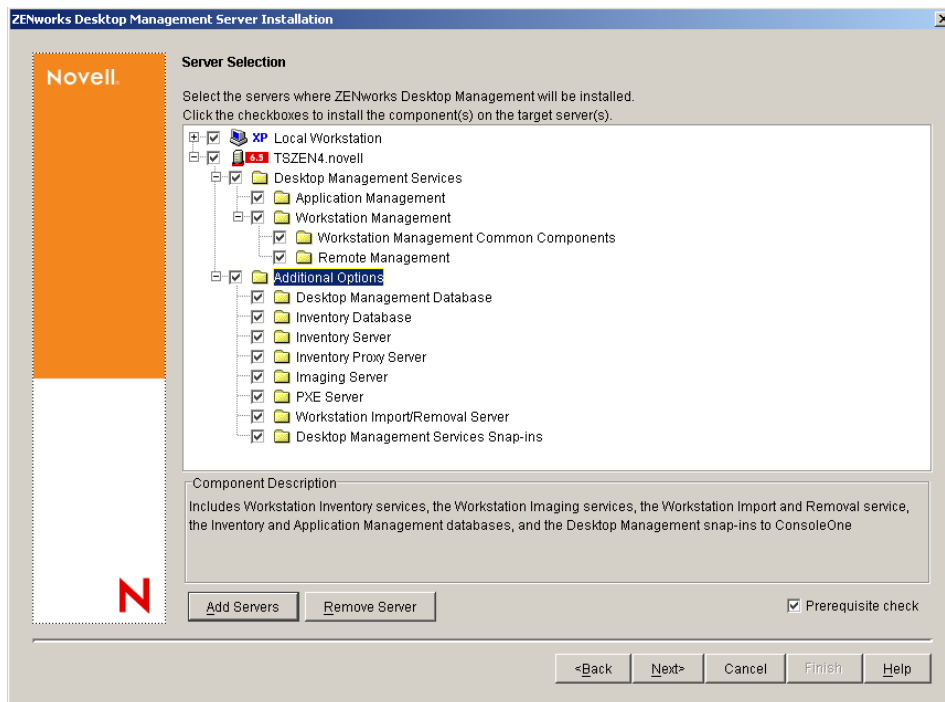 ZENworks Desktop Management Server Installation
Novell.
Server Selection
Select the servers where ZENworks Desktop Management will be installed.
Click the checkboxes to install the component(s) on the target server(s).
XP Local Workstation
6.5 TSZEN4.novell
Desktop Management Services
Application Management
Workstation Management
Workstation Management Common Components
Remote Management
Additional Options
Desktop Management Database
Inventory Database
Inventory Server
Inventory Proxy Server
Imaging Server
PXE Server
Workstation Import/Removal Server
Desktop Management Services Snap-ins
Component Description
Includes Workstation Inventory services, the Workstation Imaging services, the Workstation Import and Removal service,
the Inventory and Application Management databases, and the Desktop Management snap-ins to ConsoleOne
N
Add Servers Remove Server Prerequisite check
<Back Next> Cancel Finish Help